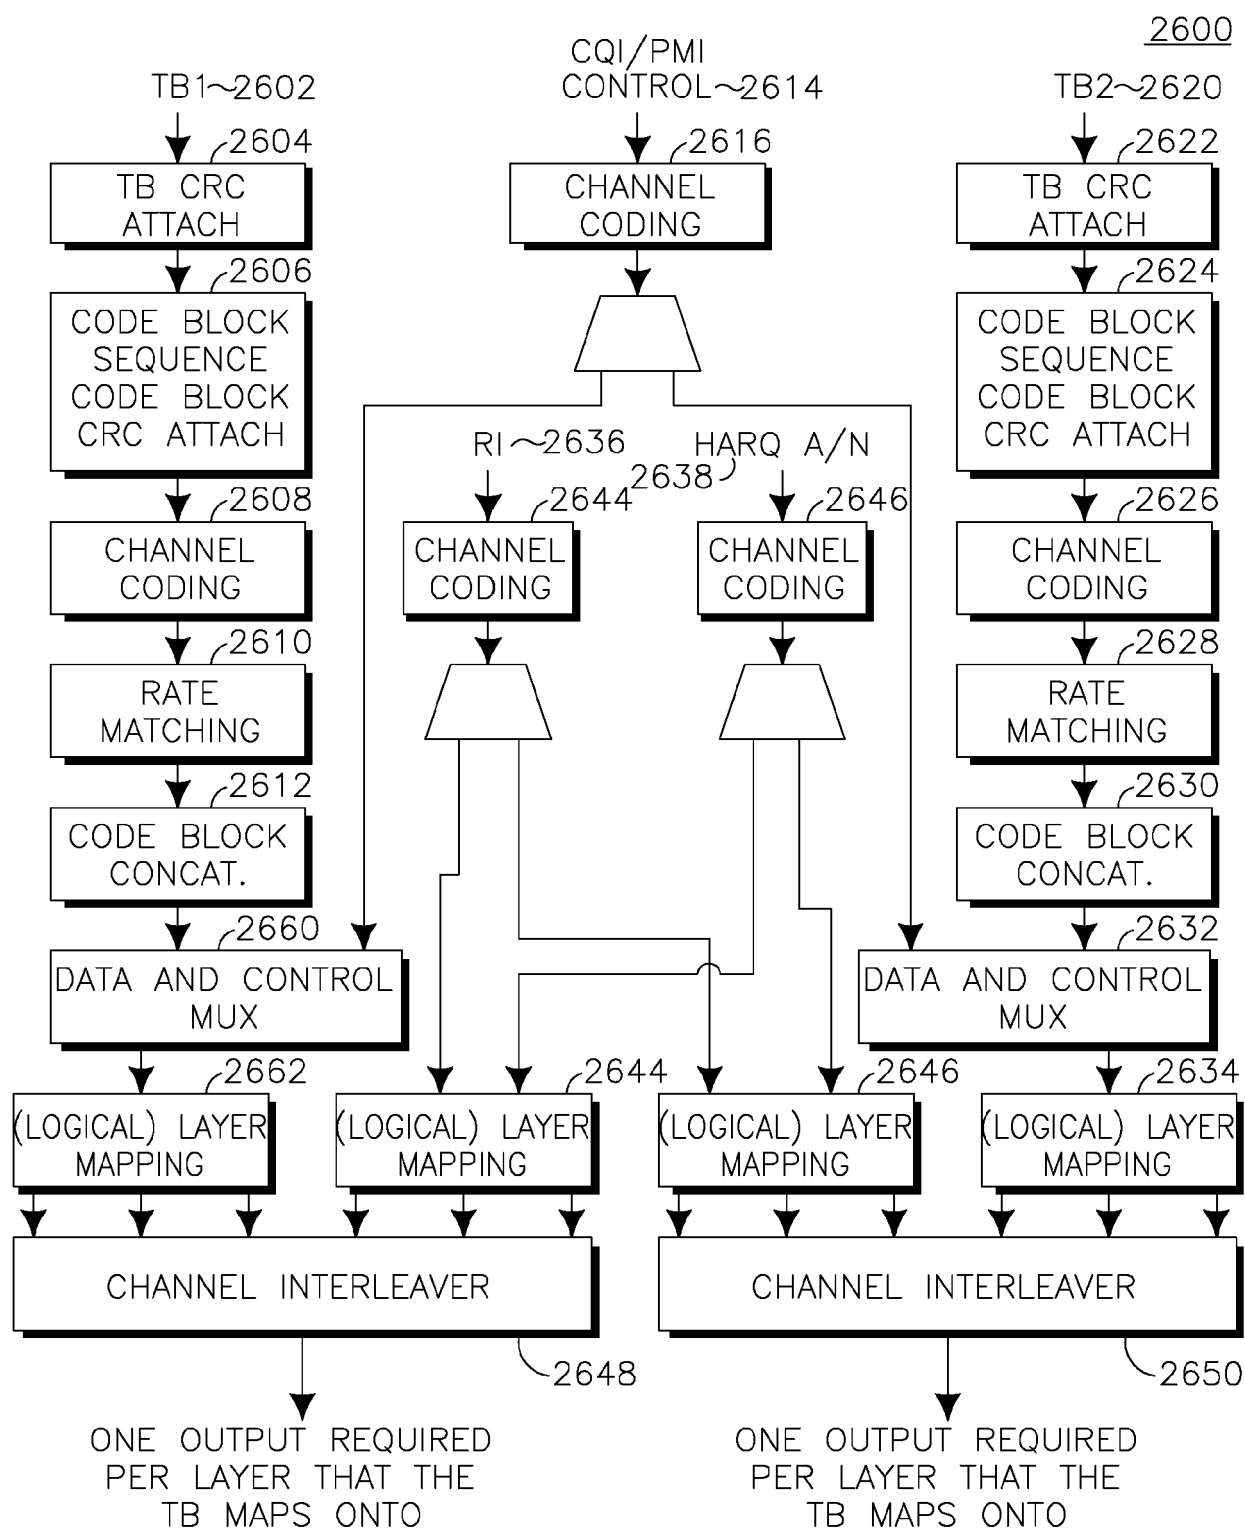 2600
TB1~2602
CQI/PMI
CONTROL~2614
TB2~2620
2604
TB CRC
ATTACH
2616
CHANNEL
CODING
2622
TB CRC
ATTACH
2606
CODE BLOCK
SEQUENCE
CODE BLOCK
CRC ATTACH
2624
CODE BLOCK
SEQUENCE
CODE BLOCK
CRC ATTACH
RI~2636
HARQ A/N
2638
2608
CHANNEL
CODING
2644
CHANNEL
CODING
2646
CHANNEL
CODING
2626
CHANNEL
CODING
2610
RATE
MATCHING
2628
RATE
MATCHING
2612
CODE BLOCK
CONCAT.
2630
CODE BLOCK
CONCAT.
2660
DATA AND CONTROL
MUX
2632
DATA AND CONTROL
MUX
2662
(LOGICAL) LAYER
MAPPING
2644
(LOGICAL) LAYER
MAPPING
2646
(LOGICAL) LAYER
MAPPING
2634
(LOGICAL) LAYER
MAPPING
CHANNEL INTERLEAVER
2648
CHANNEL INTERLEAVER
2650
ONE OUTPUT REQUIRED
PER LAYER THAT THE
TB MAPS ONTO
ONE OUTPUT REQUIRED
PER LAYER THAT THE
TB MAPS ONTO